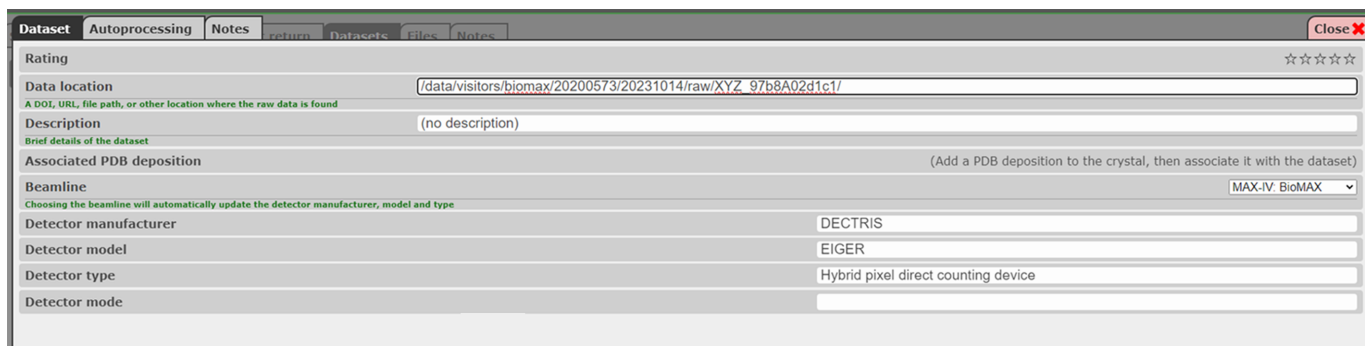 Dataset Autoprocessing Notes return Datasets Files Notes Close
Rating
Data location /data/visitors/biomax/20200573/20231014/raw/XYZ_97b8A02d1c1/
A DOI, URL, file path, or other location where the raw data is found
Description (no description)
Brief details of the dataset
Associated PDB deposition (Add a PDB deposition to the crystal, then associate it with the dataset)
Beamline MAX-IV: BioMAX
Choosing the beamline will automatically update the detector manufacturer, model and type
Detector manufacturer DECTRIS
Detector model EIGER
Detector type Hybrid pixel direct counting device
Detector mode